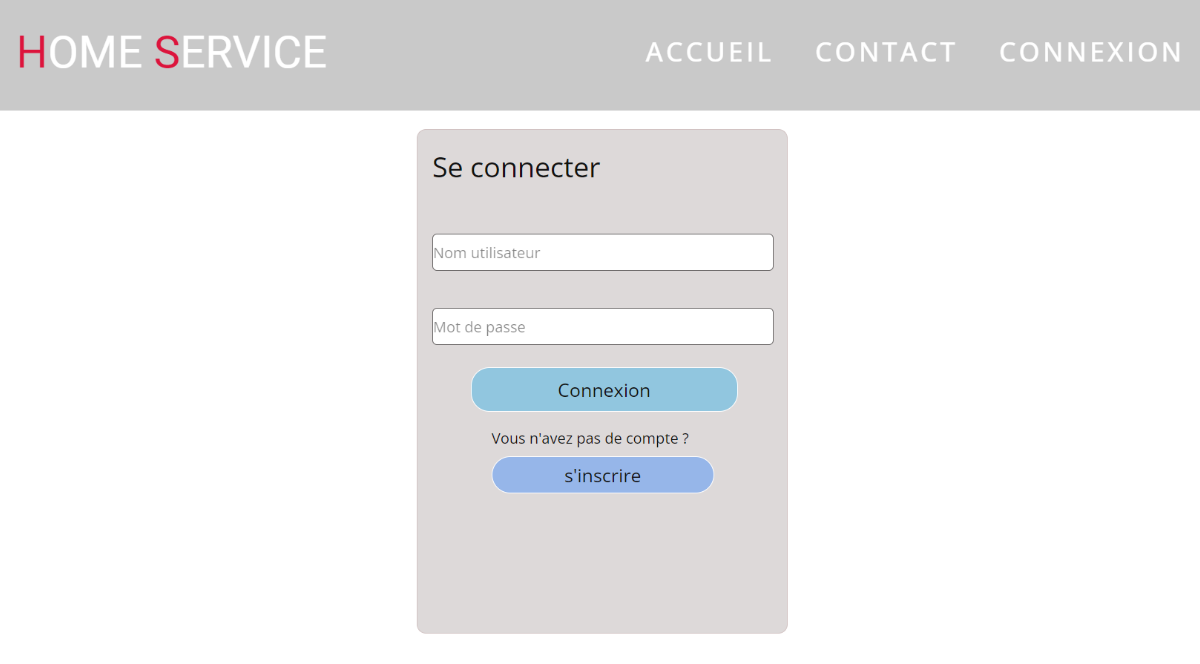 HOME SERVICE
ACCUEIL CONTACT CONNEXION
Se connecter
Nom utilisateur
Mot de passe
Connexion
Vous n'avez pas de compte ?
s'inscrire